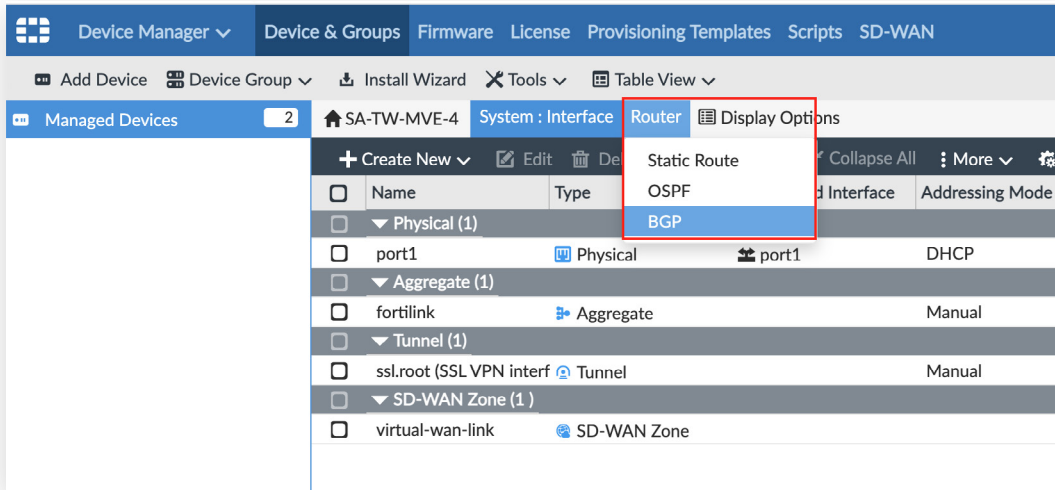 Device Manager Device & Groups Firmware License Provisioning Templates Scripts SD-WAN
Add Device Device Group Install Wizard Tools Table View
Managed Devices 2 SA-TW-MVE-4 System : Interface Router Display Options
Create New Edit Del Collapse All More
Static Route
OSPF
BGP
Name Type d Interface Addressing Mode
Physical (1)
port1 Physical port1 DHCP
Aggregate (1)
fortilink Aggregate Manual
Tunnel (1)
ssl.root (SSL VPN interf Tunnel Manual
SD-WAN Zone (1 )
virtual-wan-link SD-WAN Zone